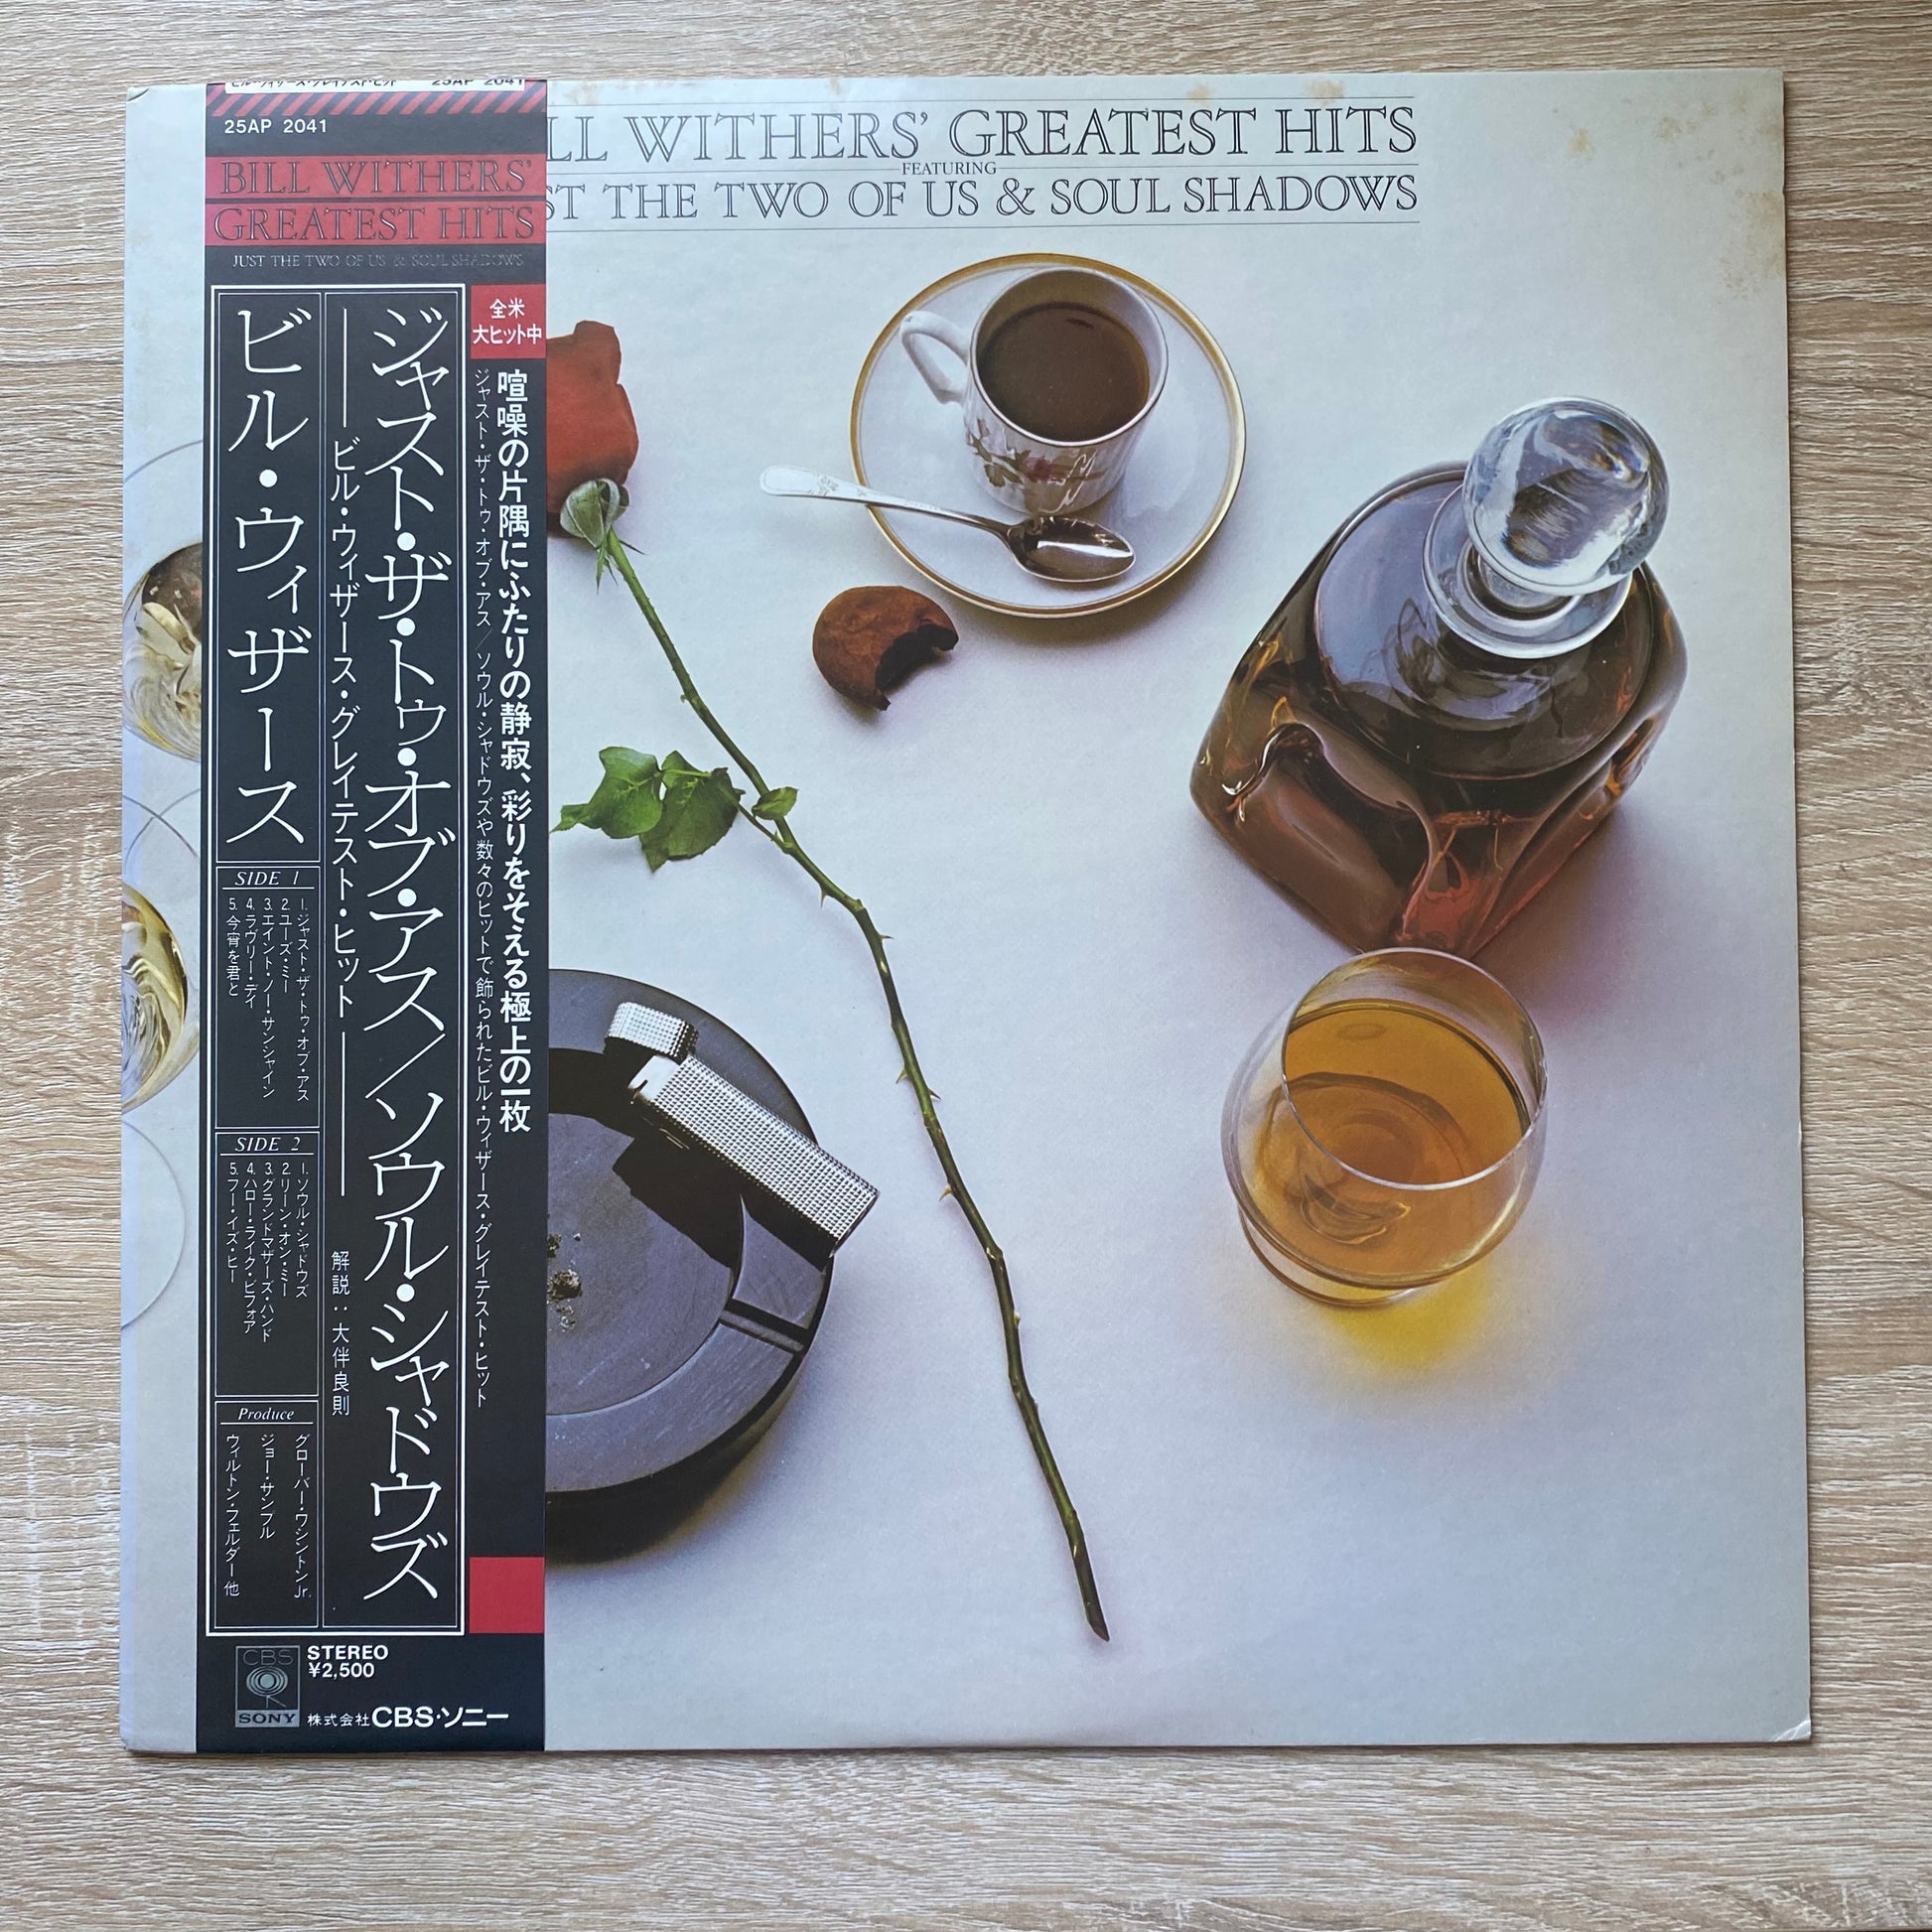 ビル・ウィザース・グレイテスト・ヒット 25AP 2041
25AP 2041
BILL WITHERS'
GREATEST HITS
JUST THE TWO OF US & SOUL SHADOWS
LL WITHERS' GREATEST HITS
FEATURING
ST THE TWO OF US & SOUL SHADOWS
全米
大ヒット中
喧噪の片隅にふたりの静寂、彩りをそえる極上の一枚
ジャスト・ザ・トゥ・オブ・アス／ソウル・シャドウズや数々のヒットで飾られたビル・ウィザース・グレイテスト・ヒット
ジャスト・ザ・トゥ・オブ・アス／ソウル・シャドウズ
——ビル・ウィザース・グレイテスト・ヒット——
解説：大伴良則
ビル・ウィザース
SIDE 1
1. ジャスト・ザ・トゥ・オブ・アス
2. ユーズ・ミー
3. エイント・ノー・サンシャイン
4. ラヴリー・デイ
5. 今宵を君と
SIDE 2
1. ソウル・シャドウズ
2. リーン・オン・ミー
3. グランドマザーズ・ハンド
4. ハロー・ライク・ビフォア
5. フー・イズ・ヒー
Produce
グローバー・ワシントンJr.
ジョー・サンプル
ウィルトン・フェルダー他
CBS
SONY
STEREO
¥2,500
株式会社CBS・ソニー